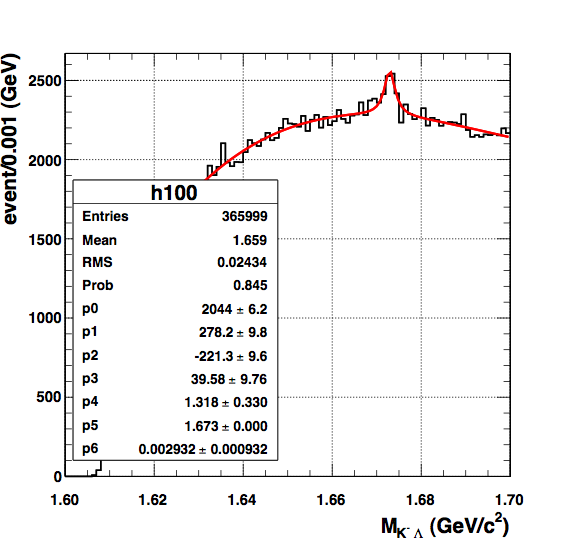 event/0.001 (GeV)
2500
2000
1500
1000
500
0
h100
Entries 365999
Mean 1.659
RMS 0.02434
Prob 0.845
p0 2044 ± 6.2
p1 278.2 ± 9.8
p2 -221.3 ± 9.6
p3 39.58 ± 9.76
p4 1.318 ± 0.330
p5 1.673 ± 0.000
p6 0.002932 ± 0.000932
1.60 1.62 1.64 1.66 1.68 1.70
M_K⁻Λ (GeV/c²)